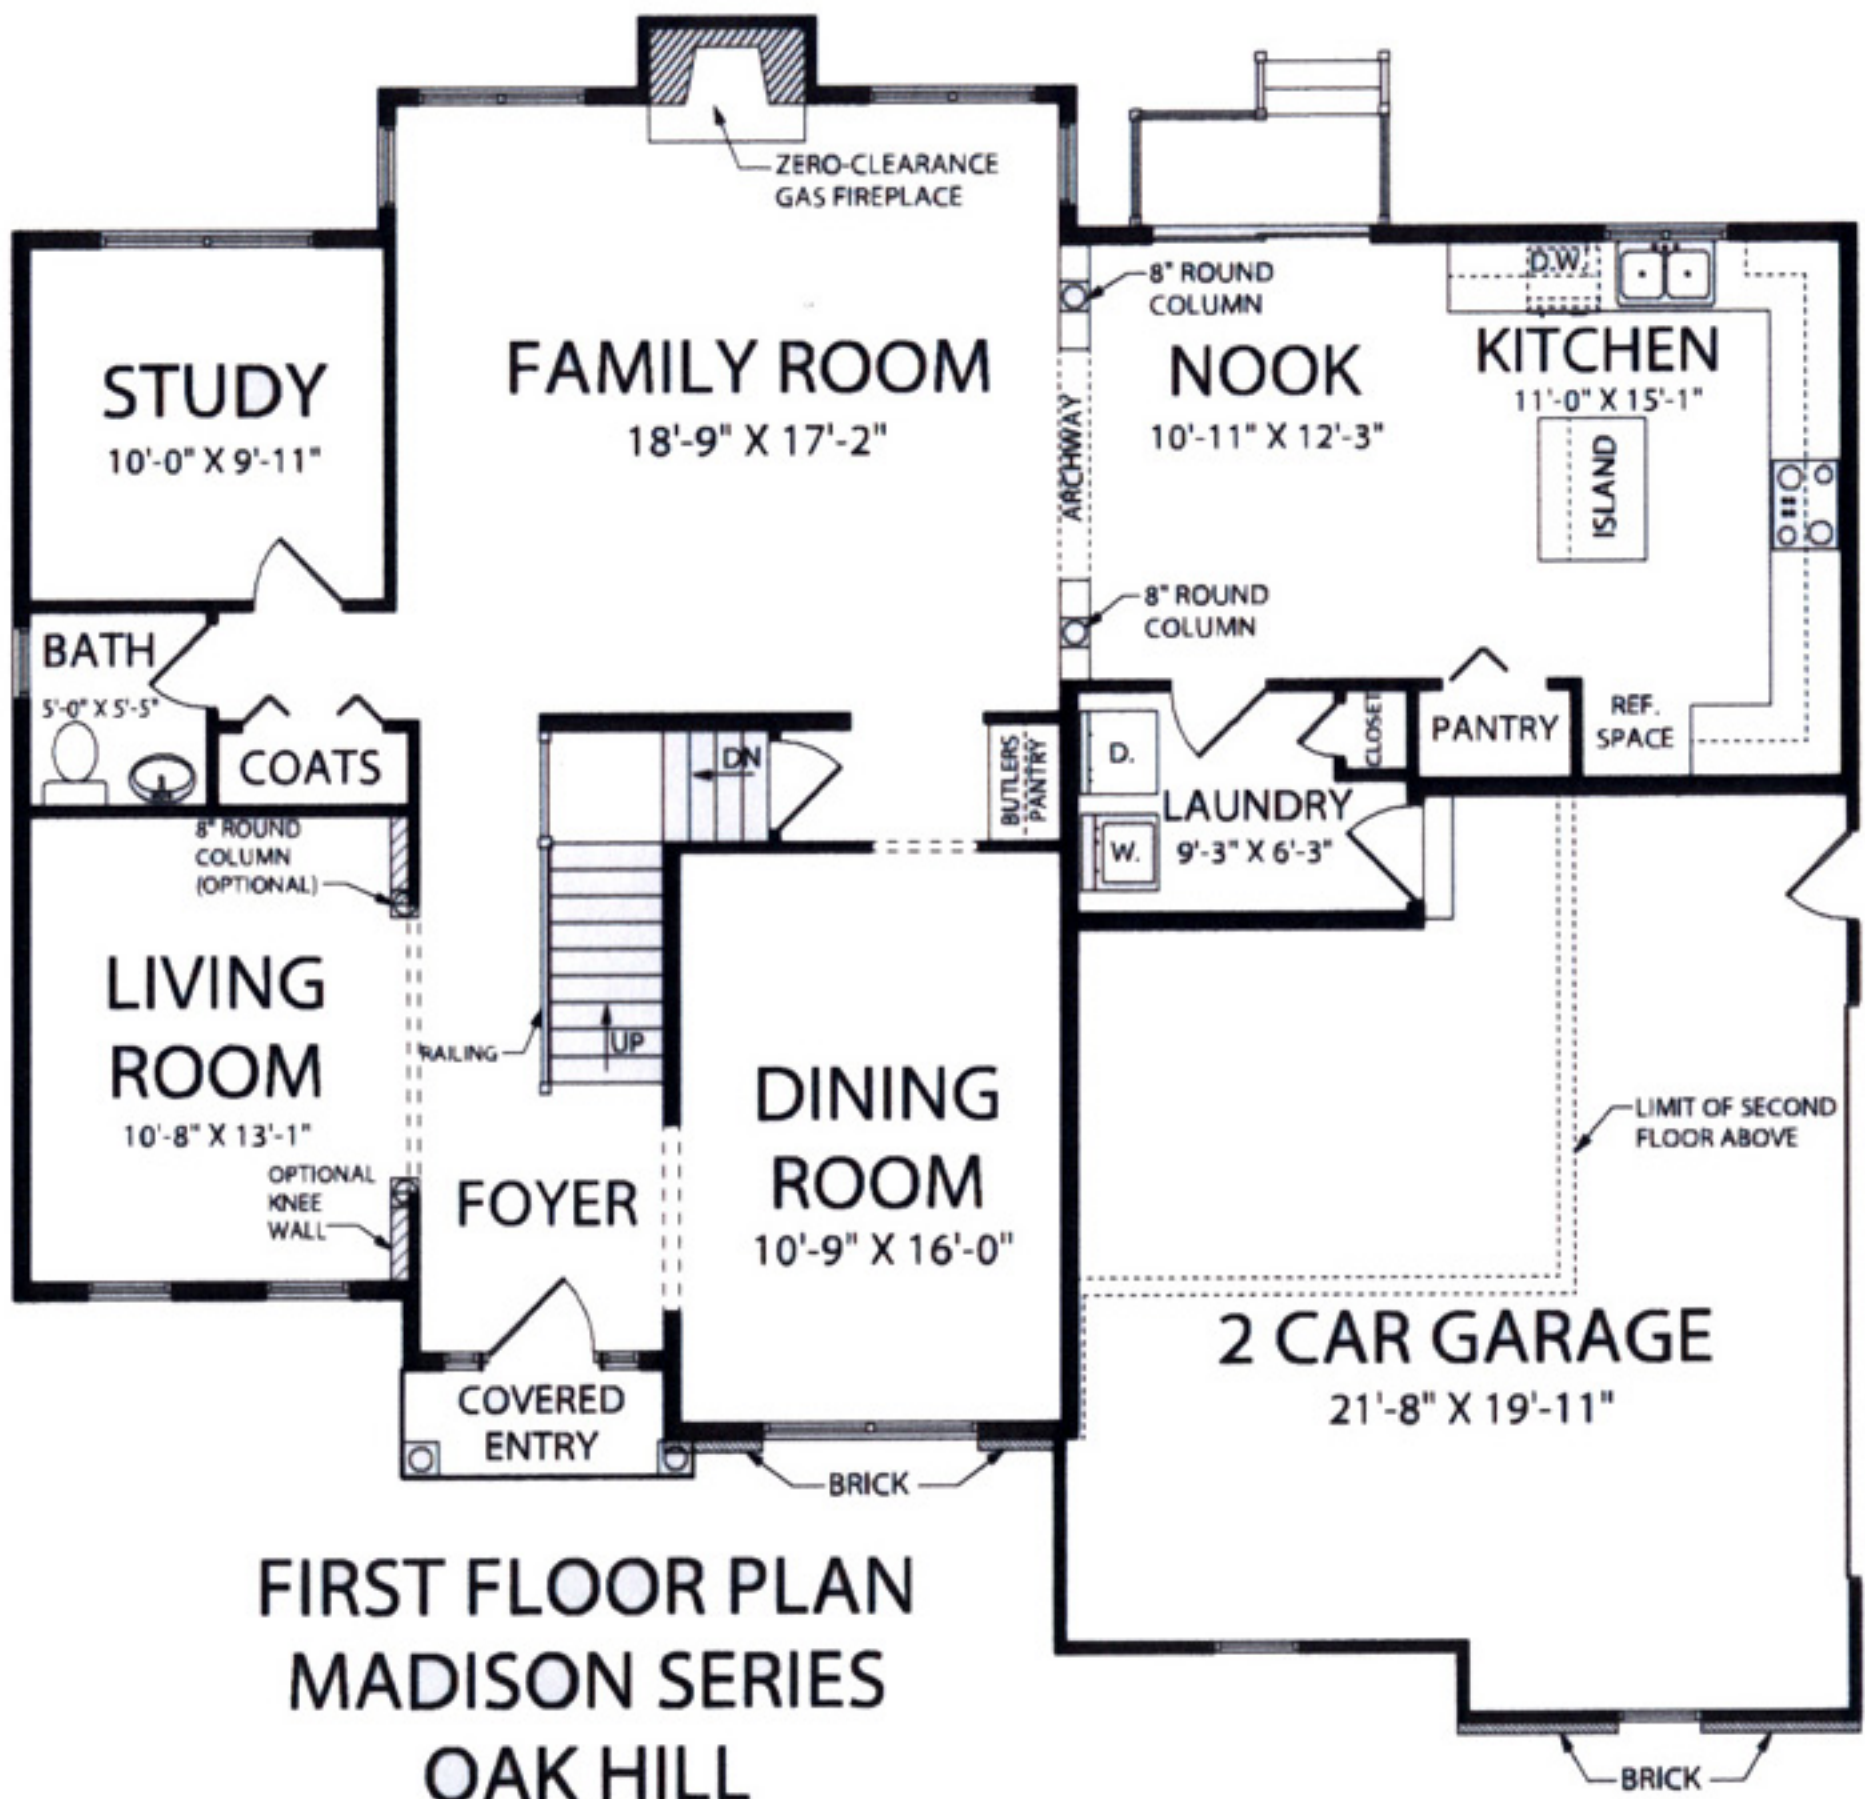 ZERO-CLEARANCE
GAS FIREPLACE
8" ROUND
COLUMN
D.W.
STUDY
10'-0" X 9'-11"
FAMILY ROOM
18'-9" X 17'-2"
ARCHWAY
NOOK
10'-11" X 12'-3"
KITCHEN
11'-0" X 15'-1"
ISLAND
8" ROUND
COLUMN
BATH
5'-0" X 5'-5"
COATS
DN
BUTLERS
PANTRY
D.
CLOSET
PANTRY
REF.
SPACE
LAUNDRY
9'-3" X 6'-3"
W.
8" ROUND
COLUMN
(OPTIONAL)
LIVING
ROOM
10'-8" X 13'-1"
RAILING
UP
OPTIONAL
KNEE
WALL
FOYER
DINING
ROOM
10'-9" X 16'-0"
LIMIT OF SECOND
FLOOR ABOVE
2 CAR GARAGE
21'-8" X 19'-11"
COVERED
ENTRY
BRICK
FIRST FLOOR PLAN
MADISON SERIES
OAK HILL
BRICK